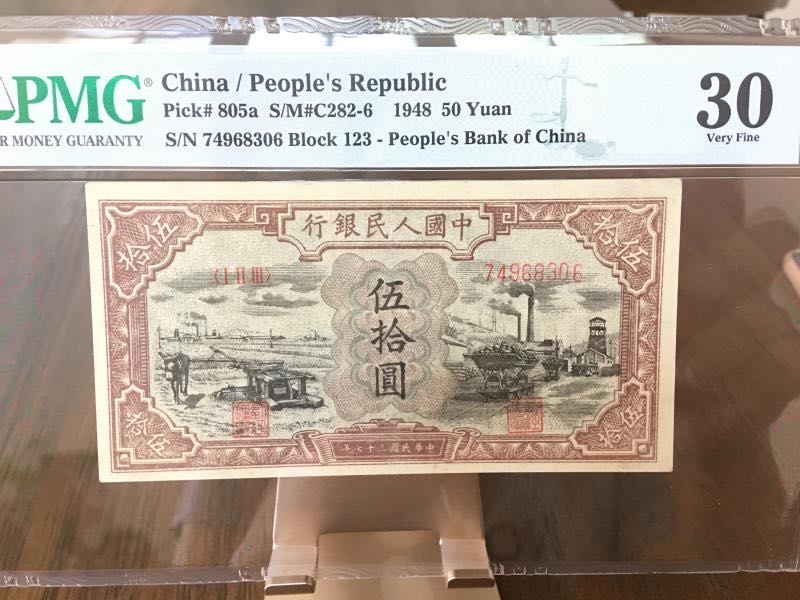 PMG®
China / People's Republic
30
Pick# 805a S/M#C282-6 1948 50 Yuan
Very Fine
MONEY GUARANTY
S/N 74968306 Block 123 - People's Bank of China
行銀民人國中
伍拾
伍拾
〈I II III〉
74968306
伍拾圓
拾伍
拾伍
年七十三國民華中